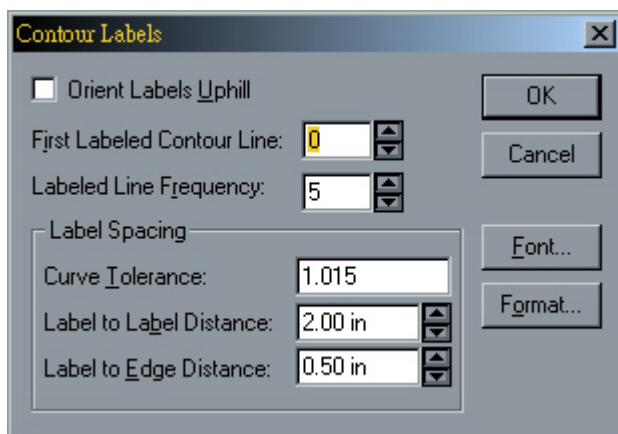 Contour Labels
Orient Labels Uphill
OK
First Labeled Contour Line: 0
Cancel
Labeled Line Frequency: 5
Label Spacing
Font...
Curve Tolerance: 1.015
Format...
Label to Label Distance: 2.00 in
Label to Edge Distance: 0.50 in